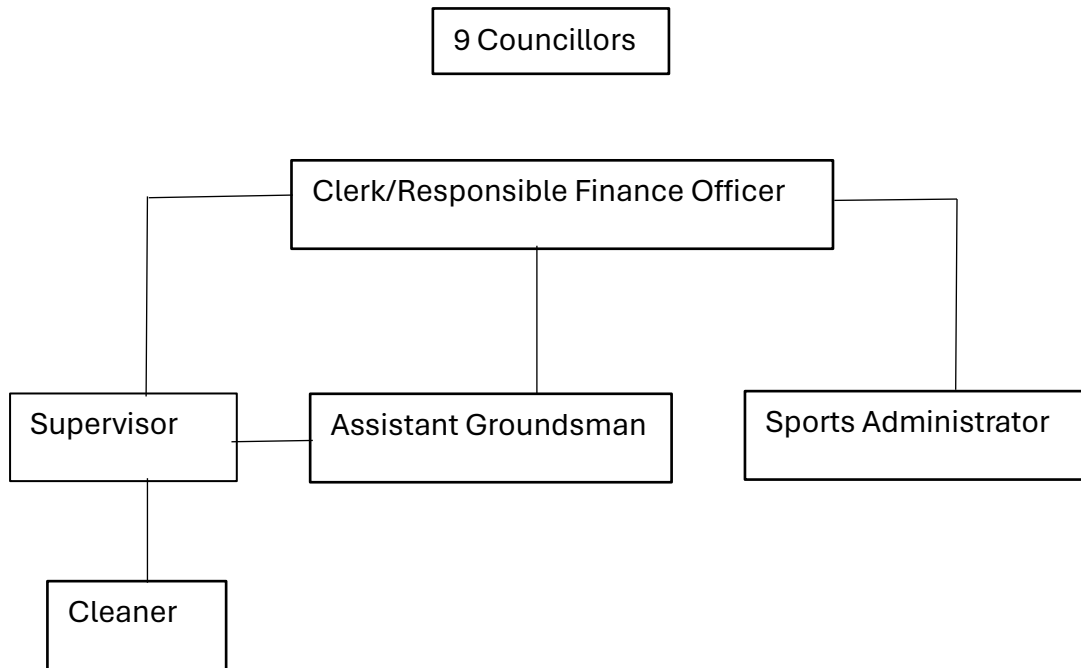 9 Councillors
Clerk/Responsible Finance Officer
Supervisor
Assistant Groundsman
Sports Administrator
Cleaner